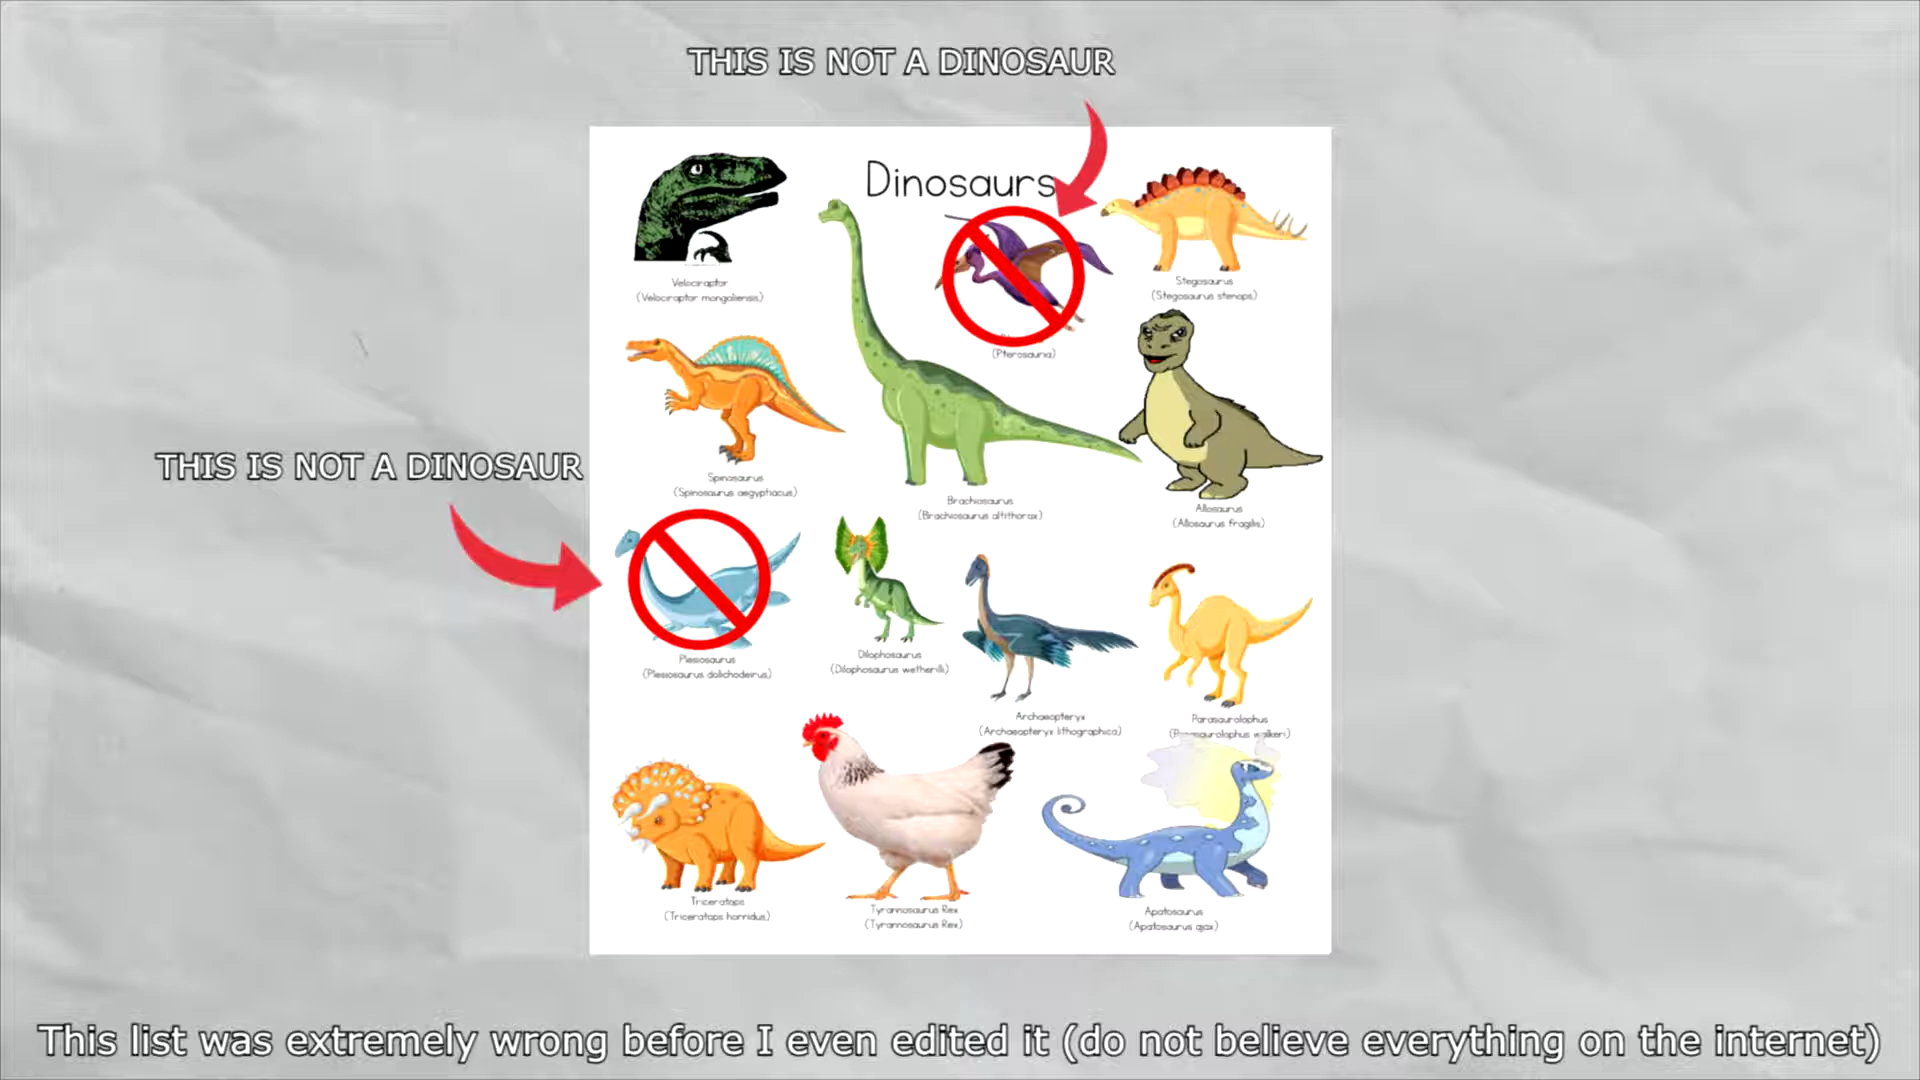 THIS IS NOT A DINOSAUR
Dinosaurs
Velociraptor
(Velociraptor mongoliensis)
Stegosaurus
(Stegosaurus stenops)
(Pterosauria)
Spinosaurus
(Spinosaurus aegyptiacus)
THIS IS NOT A DINOSAUR
Brachiosaurus
(Brachiosaurus altithorax)
Allosaurus
(Allosaurus fragilis)
Plesiosaurus
(Plesiosaurus dolichodeirus)
Dilophosaurus
(Dilophosaurus wetherilli)
Archaeopteryx
(Archaeopteryx lithographica)
Parasaurolophus
(Parasaurolophus walkeri)
Triceratops
(Triceratops horridus)
Tyrannosaurus Rex
(Tyrannosaurus Rex)
Apatosaurus
(Apatosaurus ajax)
This list was extremely wrong before I even edited it (do not believe everything on the internet)